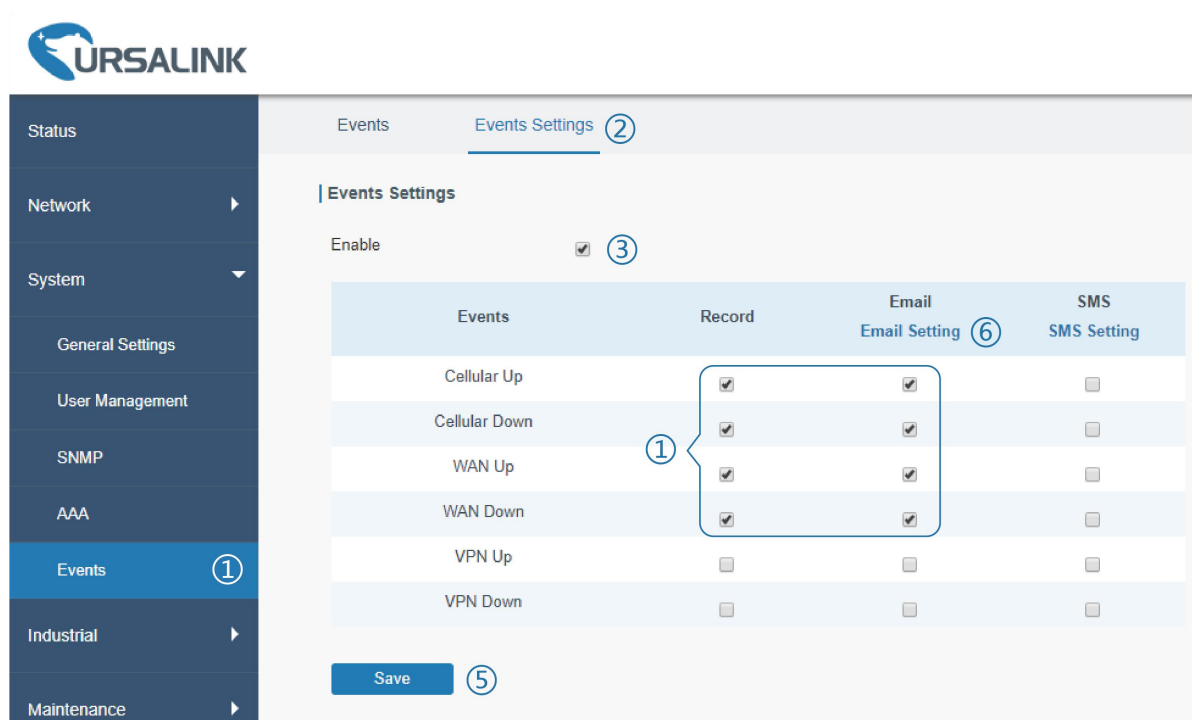 URSALINK
Status
Network
System
General Settings
User Management
SNMP
AAA
Events ①
Industrial
Maintenance
Events Events Settings ②
Events Settings
Enable ③
Events Record Email SMS
Email Setting ⑥ SMS Setting
Cellular Up
Cellular Down
①
WAN Up
WAN Down
VPN Up
VPN Down
Save ⑤